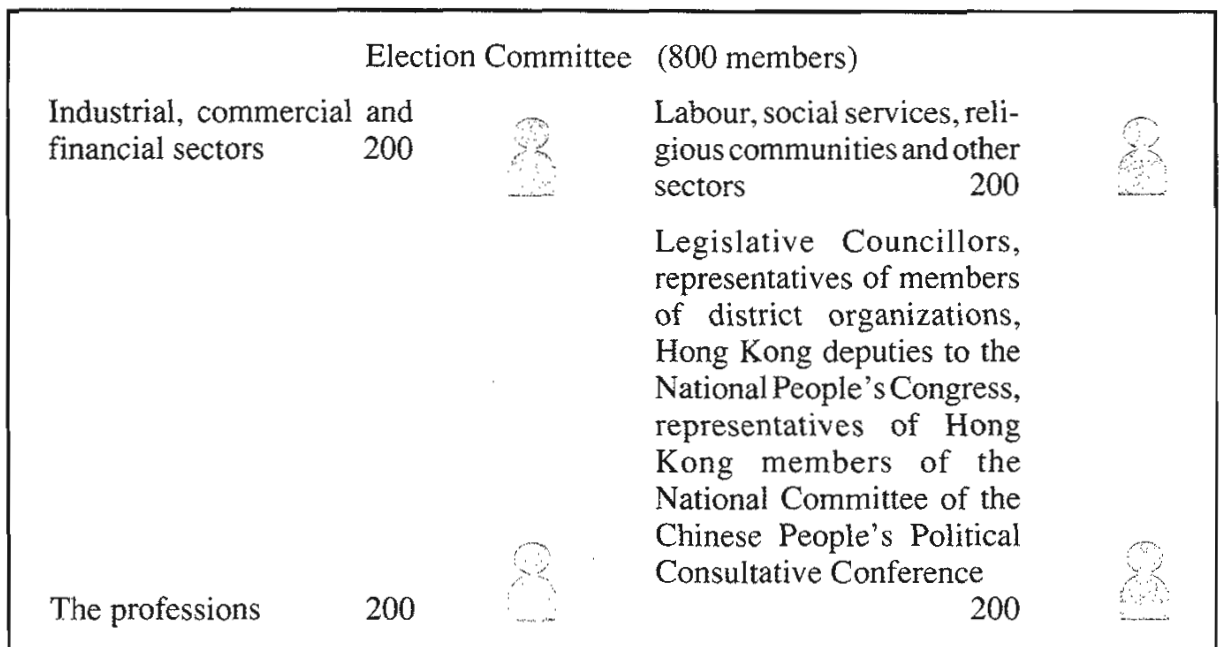 Election Committee (800 members)
Industrial, commercial and
financial sectors 200
Labour, social services, reli-
gious communities and other
sectors 200
The professions 200
Legislative Councillors,
representatives of members
of district organizations,
Hong Kong deputies to the
National People's Congress,
representatives of Hong
Kong members of the
National Committee of the
Chinese People's Political
Consultative Conference
200